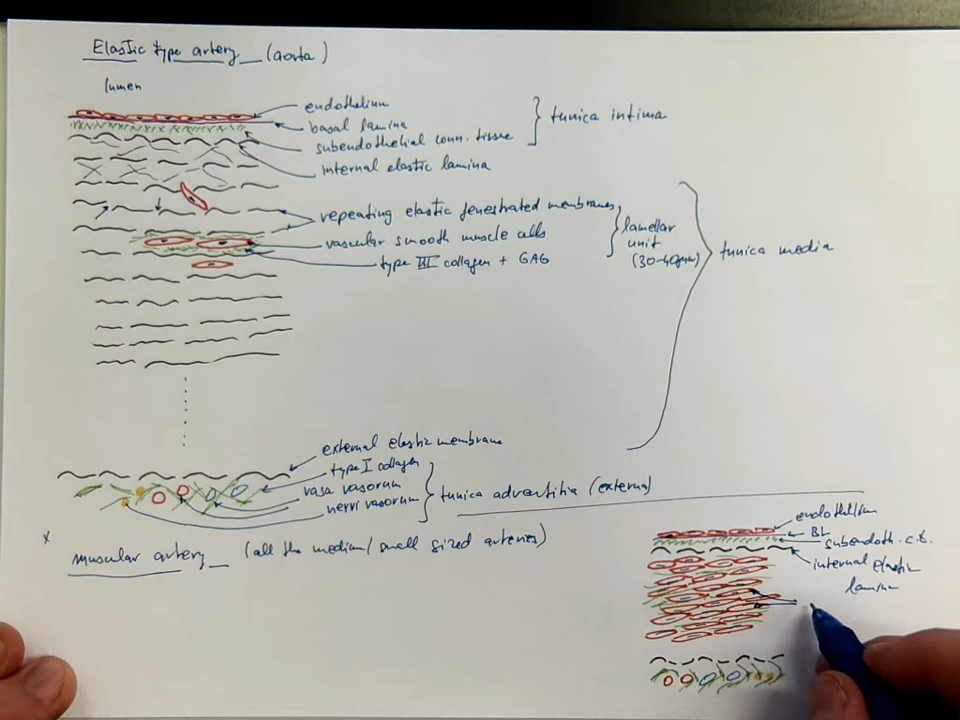 Elastic type artery (aorta)
lumen
endothelium
basal lamina
subendothelial conn. tissue
internal elastic lamina
tunica intima
repeating elastic fenestrated membranes,
vascular smooth muscle cells
type III collagen + GAG
lamellar
unit
(30-40μm)
tunica media
external elastic membrane
type I collagen
vasa vasorum
nervi vasorum
tunica adventitia (externa)
x
muscular artery (all the medium/small sized arteries)
endothelium
BL
subendoth. c.t.
internal elastic
lamina